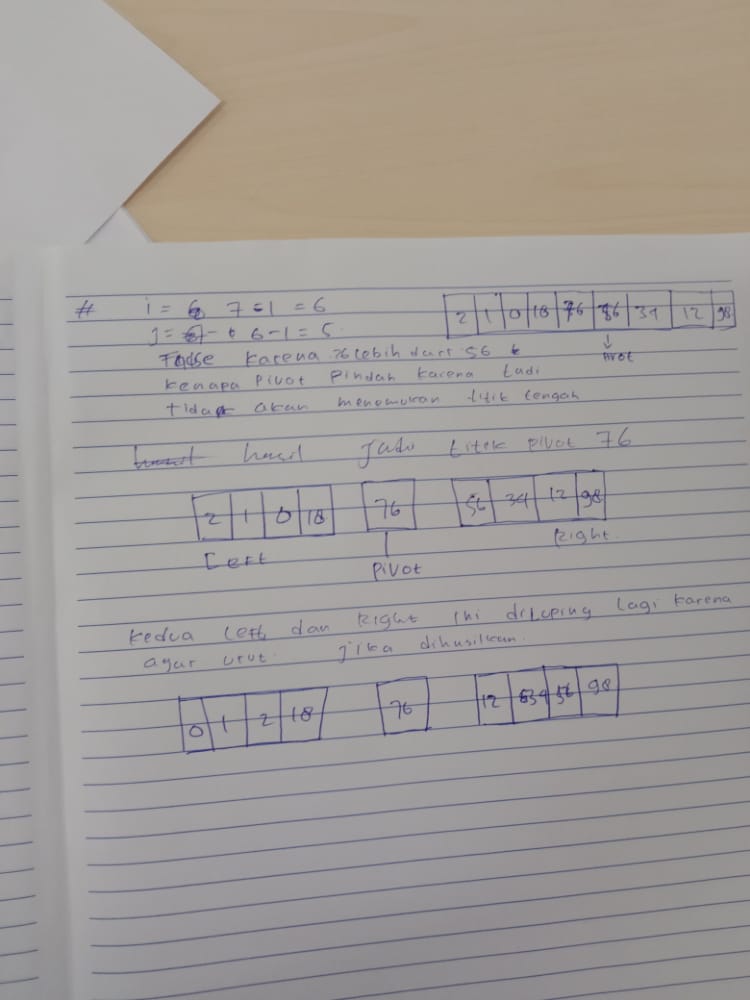 # i = 7-1 = 6
2 1 0 18 76 56 34 12 98
j = 6-1 = 5.
Pivot
False karena 76 lebih dari 56
kenapa pivot pindah karena tadi
tidak akan menemukan titik tengah
hasil jadi titik pivot 76
2 1 0 18 76 56 34 12 98
Left Pivot Right.
kedua left dan Right ini diluping lagi karena
agar urut. jika dihasilkan.
0 1 2 18 76 12 34 56 98